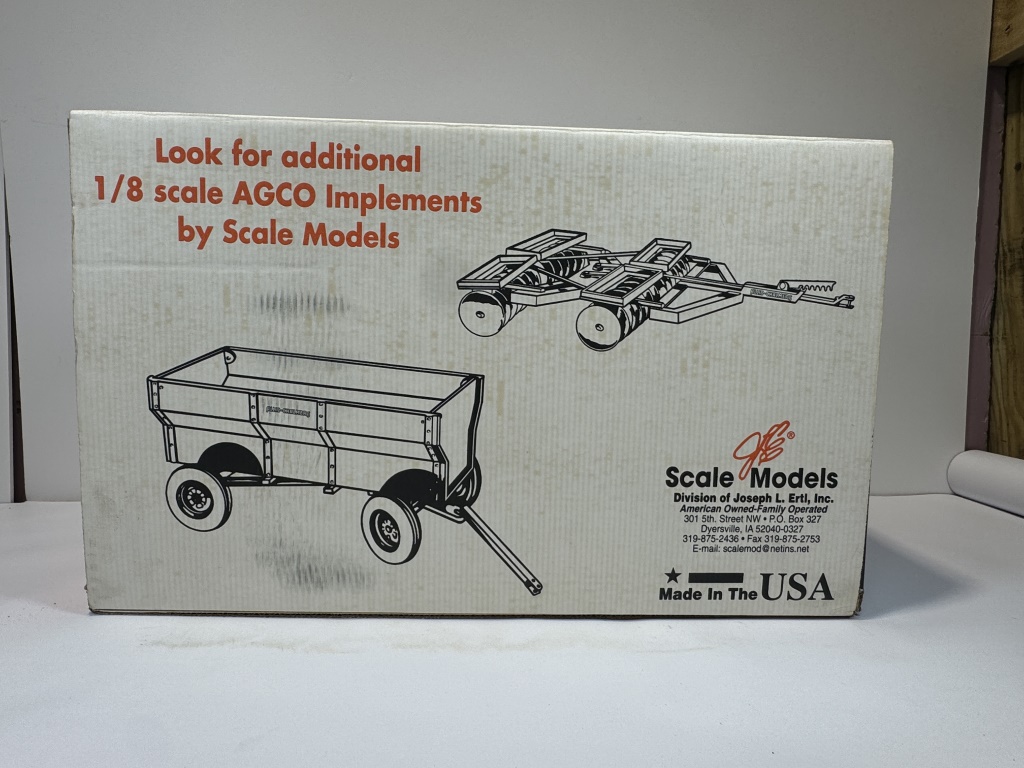 Look for additional
1/8 scale AGCO Implements
by Scale Models
Scale Models
Division of Joseph L. Ertl, Inc.
American Owned-Family Operated
301 5th. Street NW • P.O. Box 327
Dyersville, IA 52040-0327
319-875-2436 • Fax 319-875-2753
E-mail: scalemod@netins.net
Made In The USA